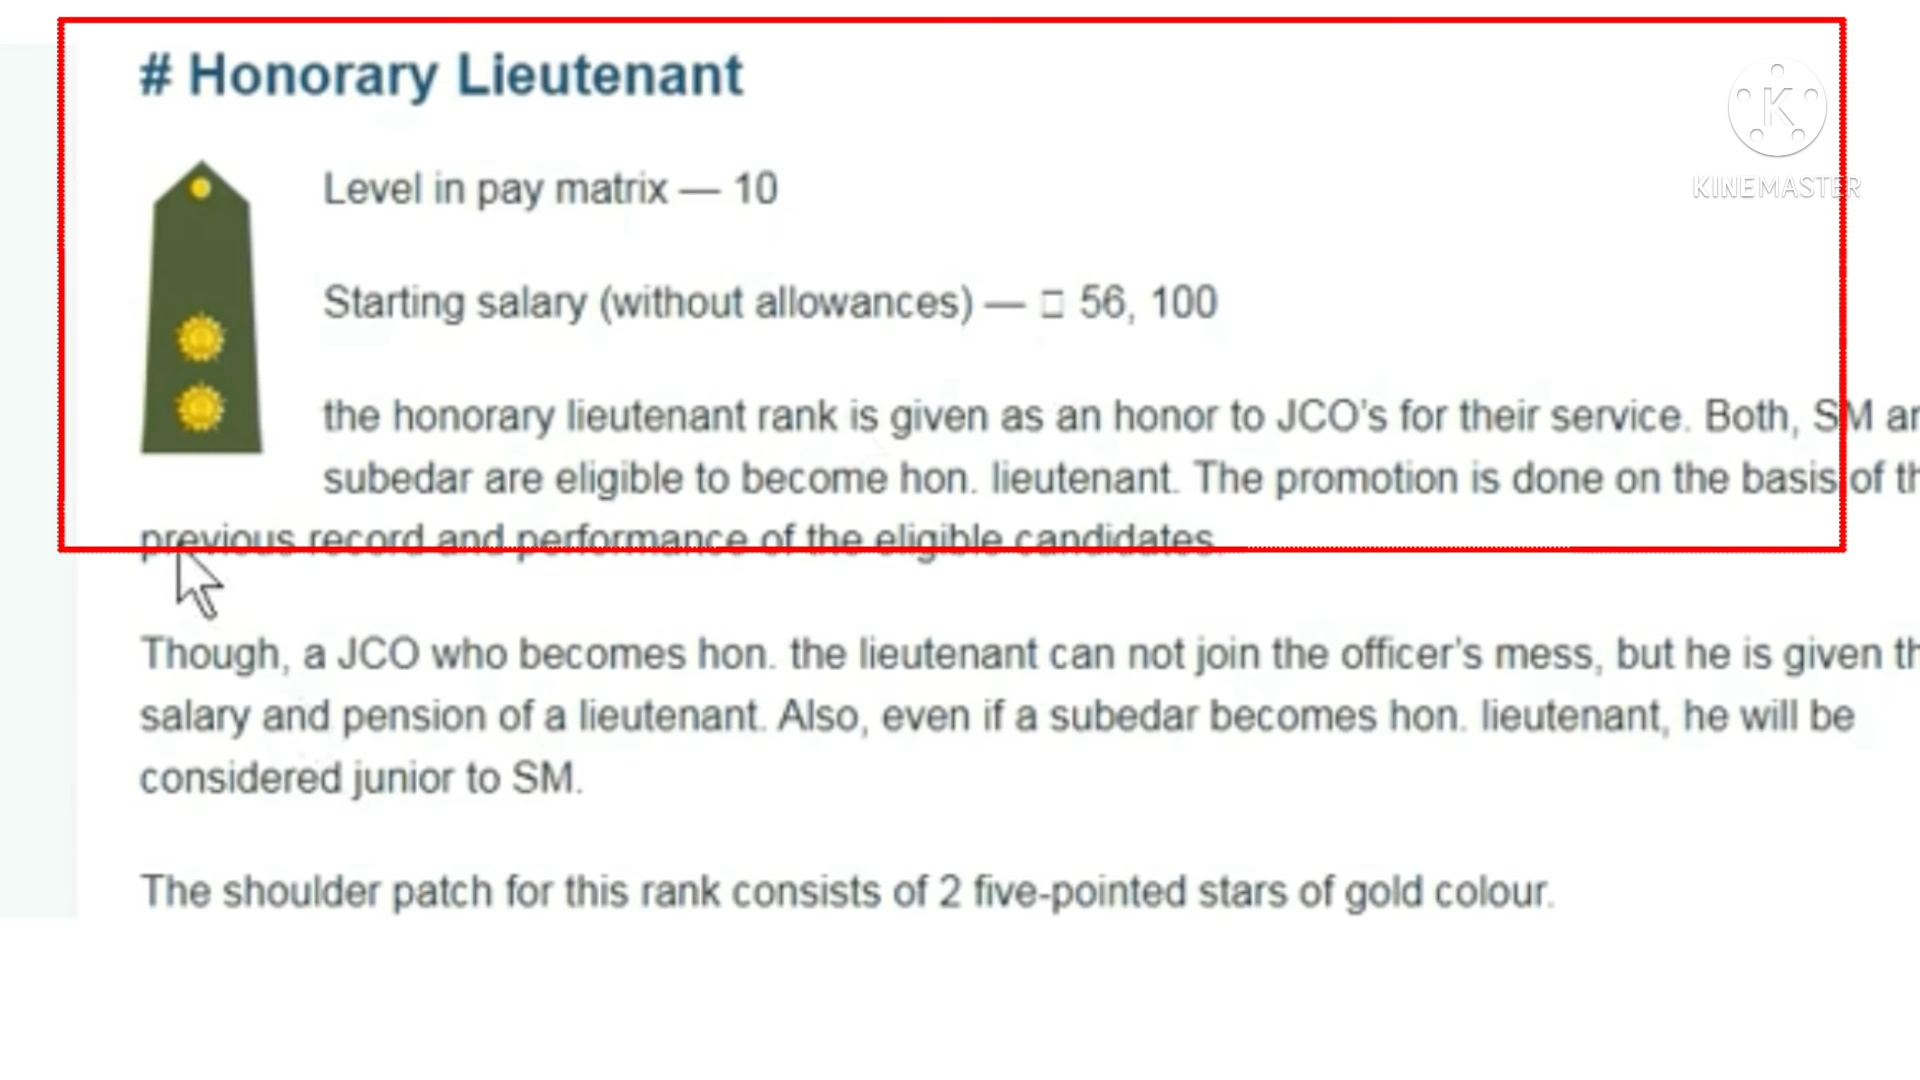 # Honorary Lieutenant
K
KINEMASTER
Level in pay matrix — 10
Starting salary (without allowances) — □ 56, 100
the honorary lieutenant rank is given as an honor to JCO's for their service. Both, SM
subedar are eligible to become hon. lieutenant. The promotion is done on the basis of
previous record and performance of the eligible candidates.
Though, a JCO who becomes hon. the lieutenant can not join the officer's mess, but he is given
salary and pension of a lieutenant. Also, even if a subedar becomes hon. lieutenant, he will be
considered junior to SM.
The shoulder patch for this rank consists of 2 five-pointed stars of gold colour.